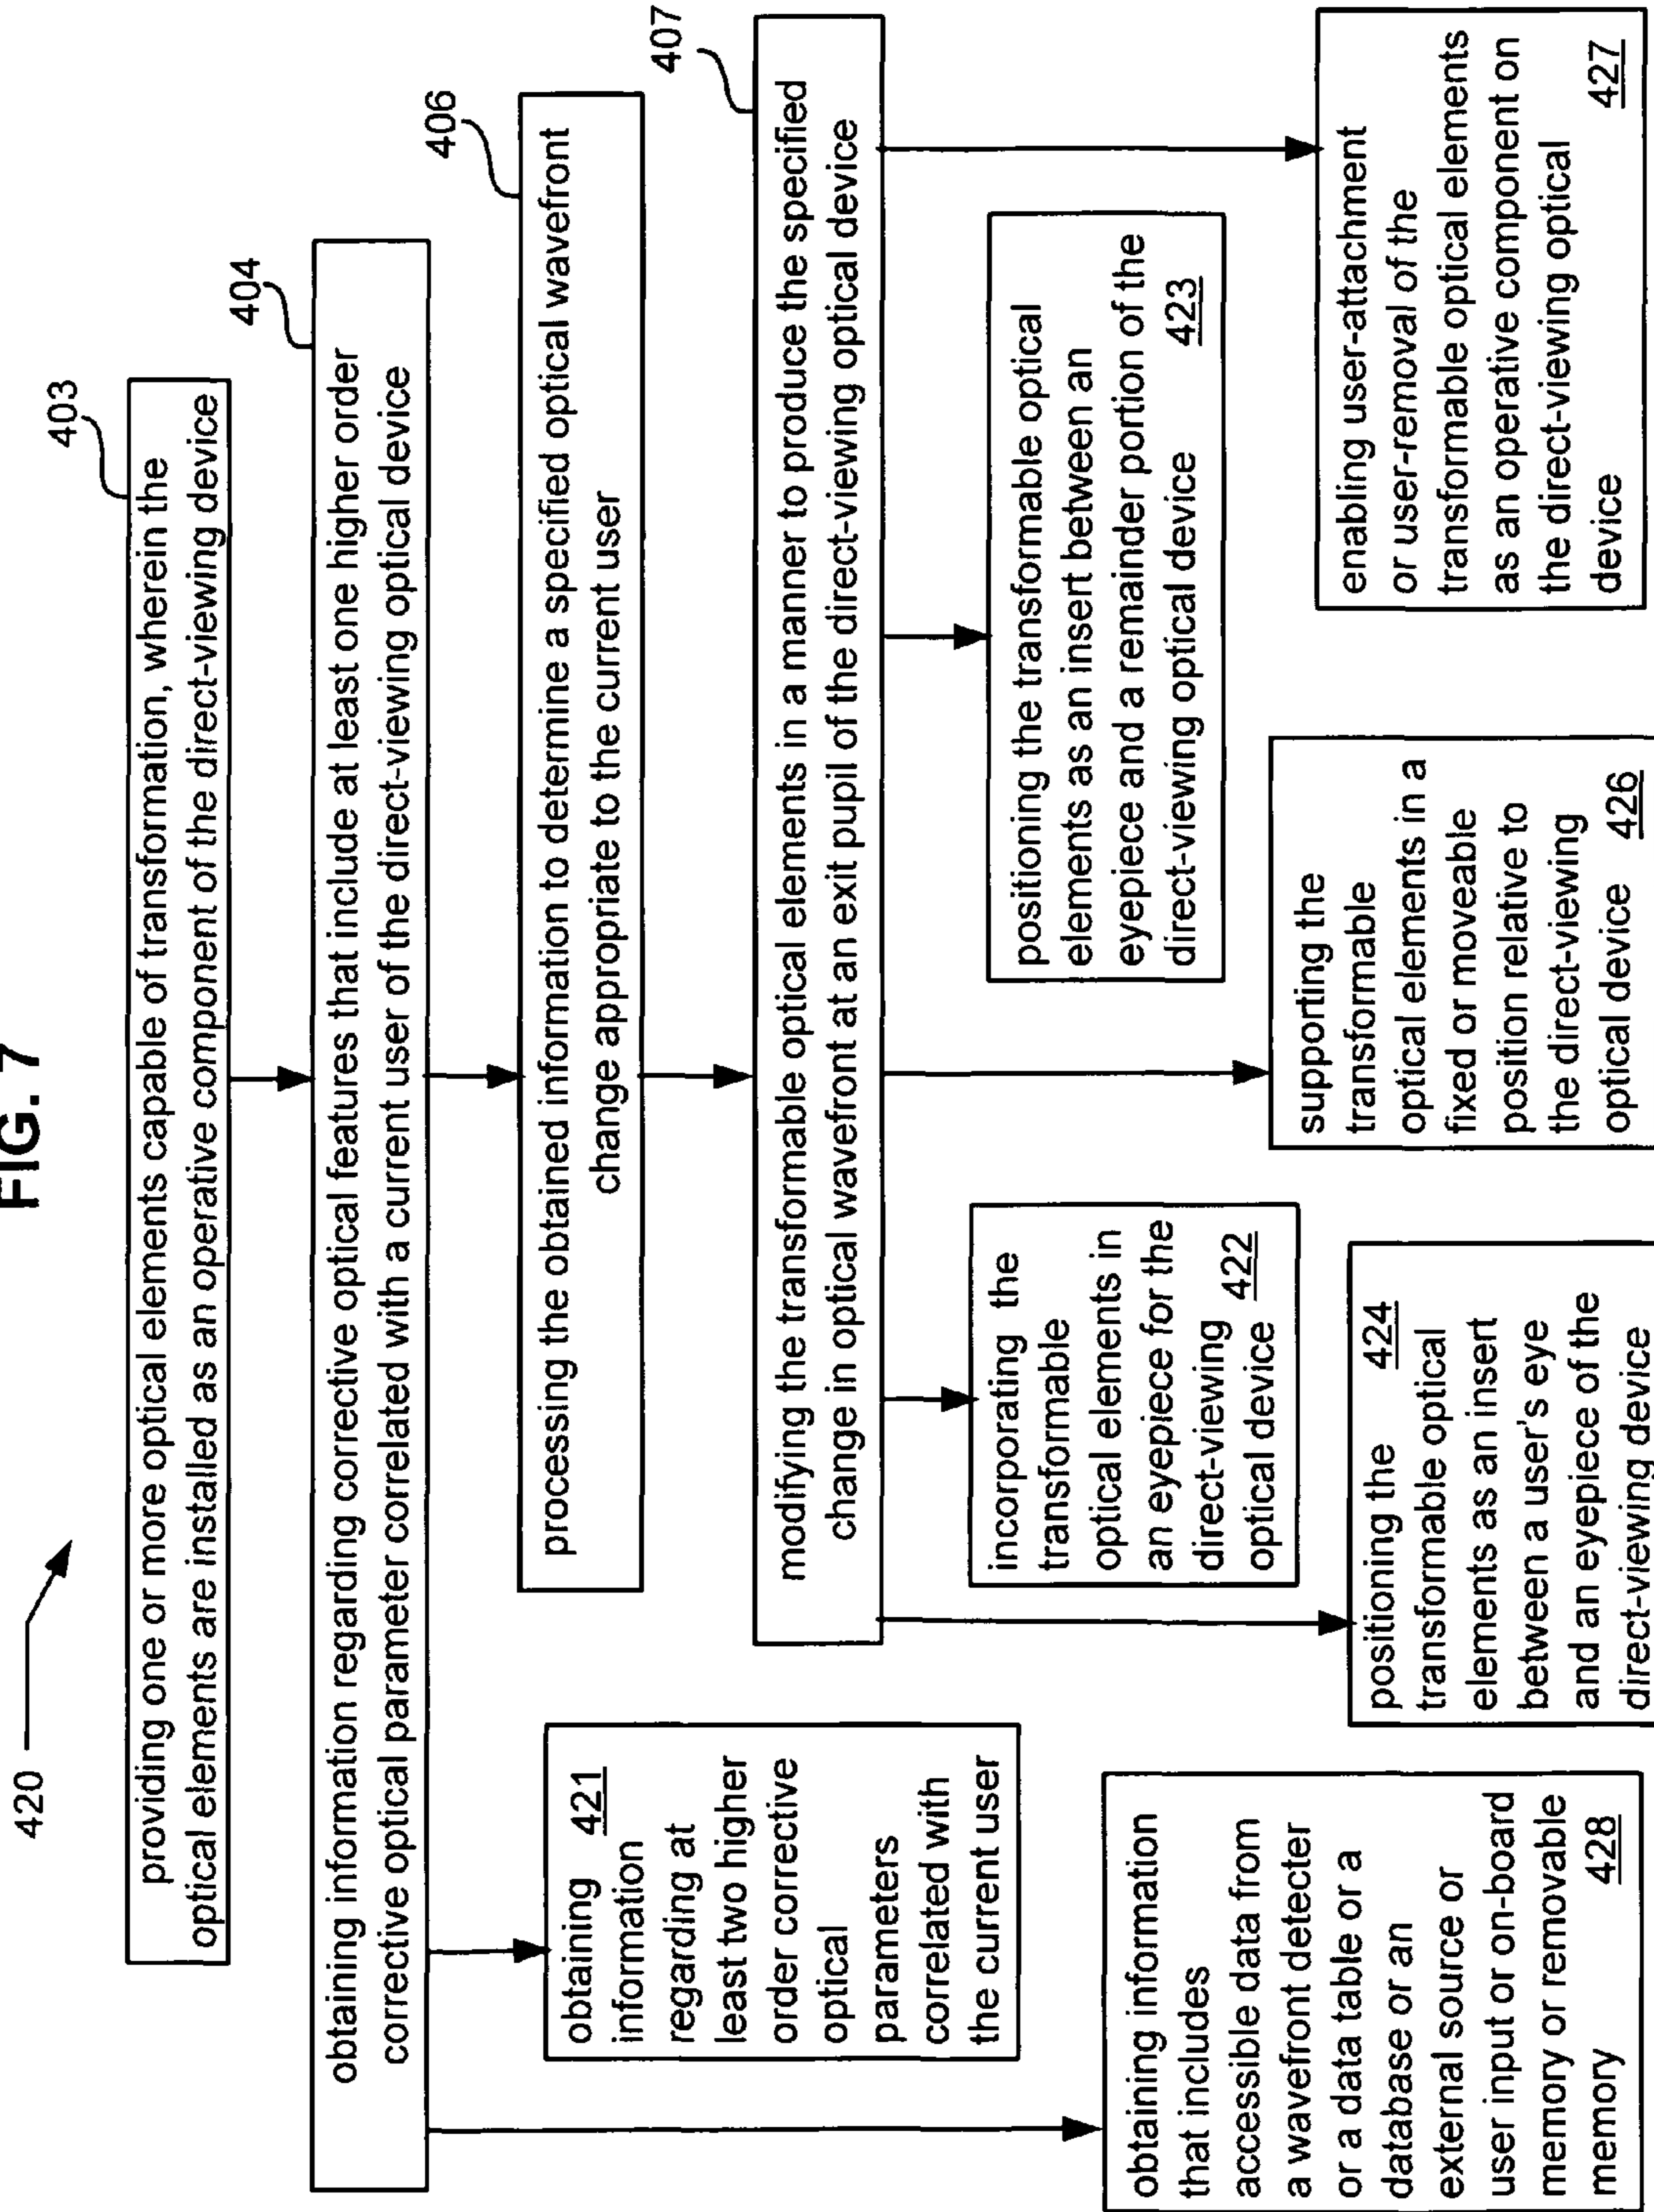 FIG. 7
420
403
providing one or more optical elements capable of transformation, wherein the
optical elements are installed as an operative component of the direct-viewing device
404
obtaining information regarding corrective optical features that include at least one higher order
corrective optical parameter correlated with a current user of the direct-viewing optical device
406
processing the obtained information to determine a specified optical wavefront
change appropriate to the current user
407
modifying the transformable optical elements in a manner to produce the specified
change in optical wavefront at an exit pupil of the direct-viewing optical device
obtaining 421
information
regarding at
least two higher
order corrective
optical
parameters
correlated with
the current user
incorporating the
transformable
optical elements in
an eyepiece for the
direct-viewing
optical device 422
positioning the transformable optical
elements as an insert between an
eyepiece and a remainder portion of the
direct-viewing optical device 423
obtaining information
that includes
accessible data from
a wavefront detecter
or a data table or a
database or an
external source or
user input or on-board
memory or removable
memory 428
positioning the 424
transformable optical
elements as an insert
between a user's eye
and an eyepiece of the
direct-viewing device
supporting the
transformable
optical elements in a
fixed or moveable
position relative to
the direct-viewing
optical device 426
enabling user-attachment
or user-removal of the
transformable optical elements
as an operative component on
the direct-viewing optical
device 427